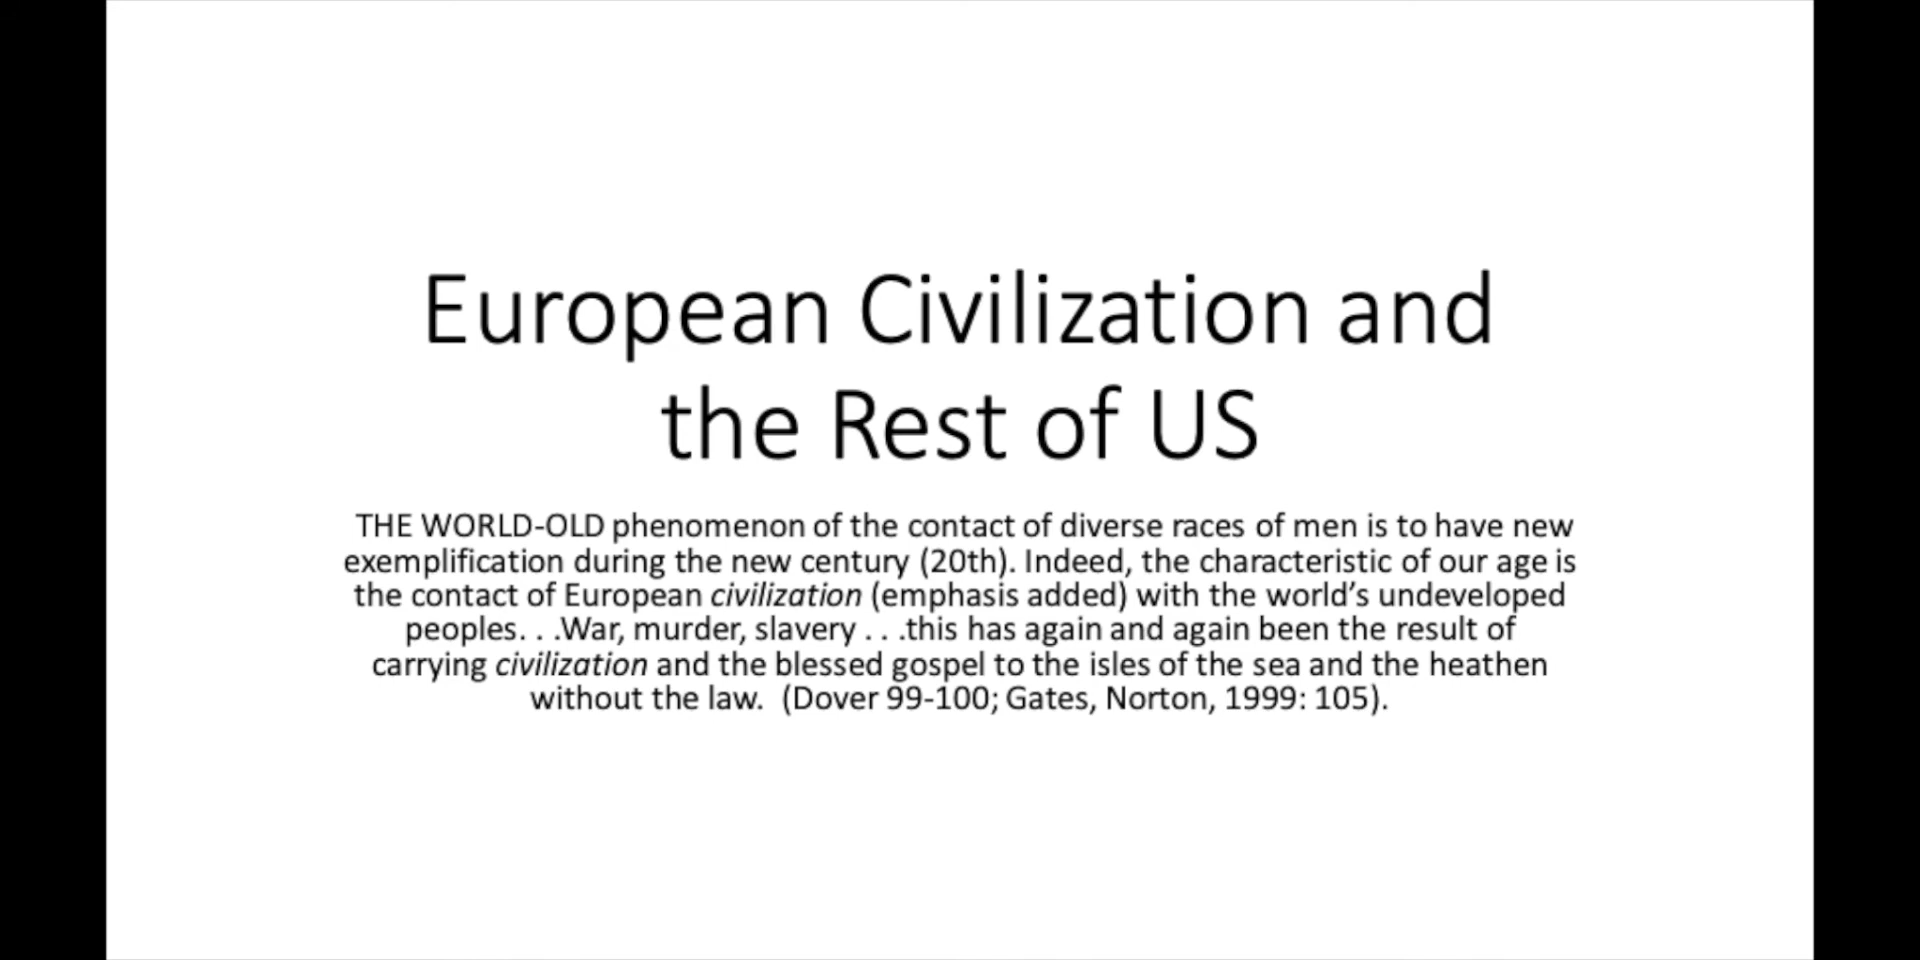 European Civilization and
the Rest of US
THE WORLD-OLD phenomenon of the contact of diverse races of men is to have new
exemplification during the new century (20th). Indeed, the characteristic of our age is
the contact of European civilization (emphasis added) with the world’s undeveloped
peoples. . .War, murder, slavery . . .this has again and again been the result of
carrying civilization and the blessed gospel to the isles of the sea and the heathen
without the law.  (Dover 99-100; Gates, Norton, 1999: 105).